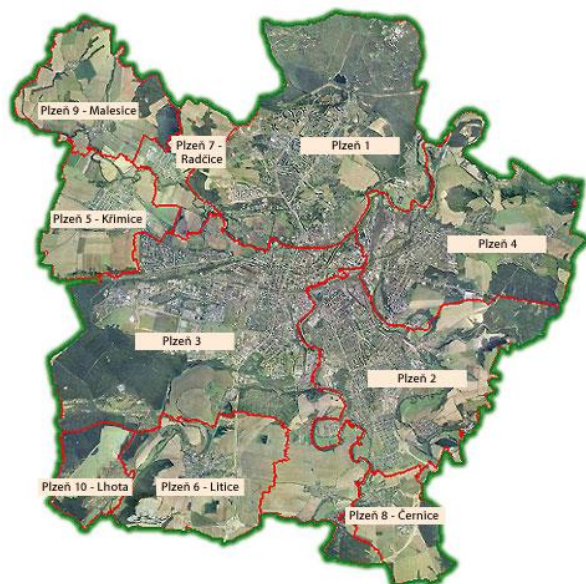 Plzeň 9 - Malesice
Plzeň 7 -
Radčice
Plzeň 1
Plzeň 5 - Křimice
Plzeň 4
Plzeň 3
Plzeň 2
Plzeň 10 - Lhota
Plzeň 6 - Litice
Plzeň 8 - Černice